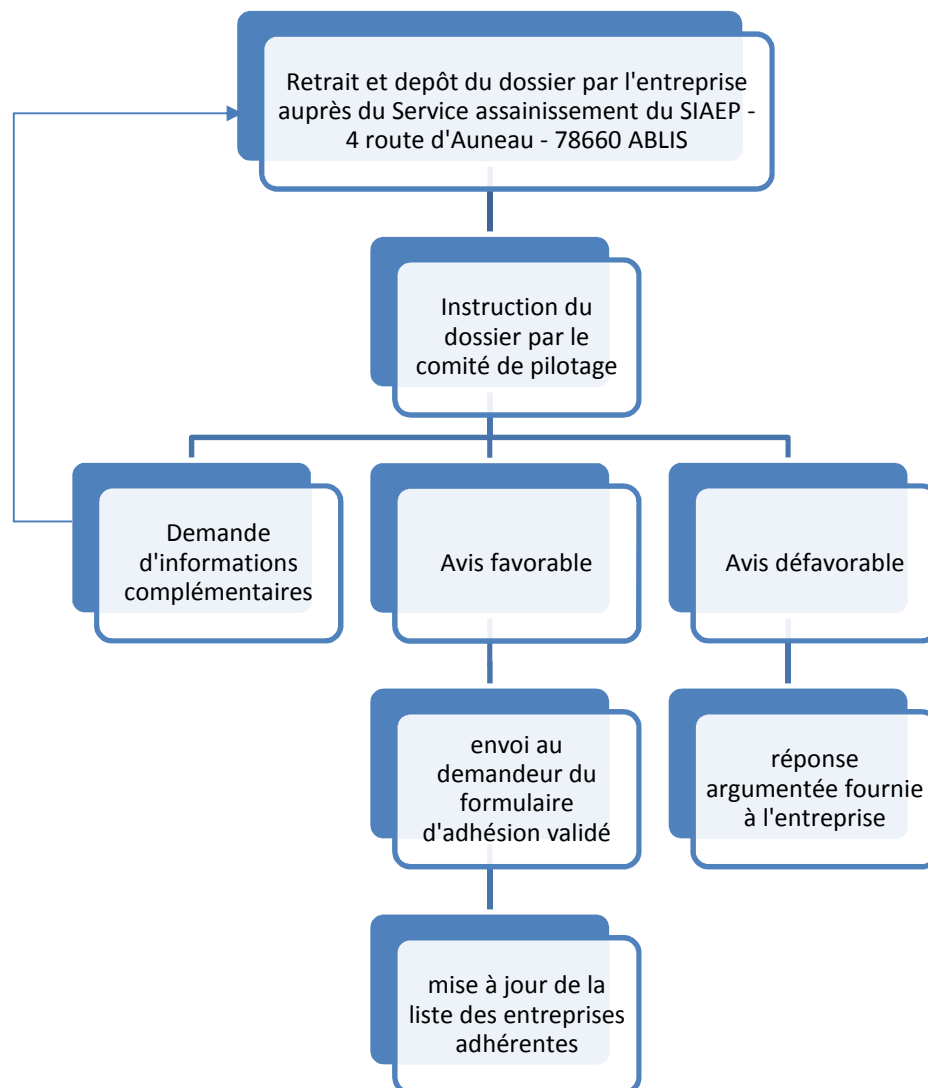 Retrait et depôt du dossier par l'entreprise
auprès du Service assainissement du SIAEP -
4 route d'Auneau - 78660 ABLIS
Instruction du
dossier par le
comité de pilotage
Demande
d'informations
complémentaires
Avis favorable
Avis défavorable
envoi au
demandeur du
formulaire
d'adhésion validé
réponse
argumentée fournie
à l'entreprise
mise à jour de la
liste des entreprises
adhérentes